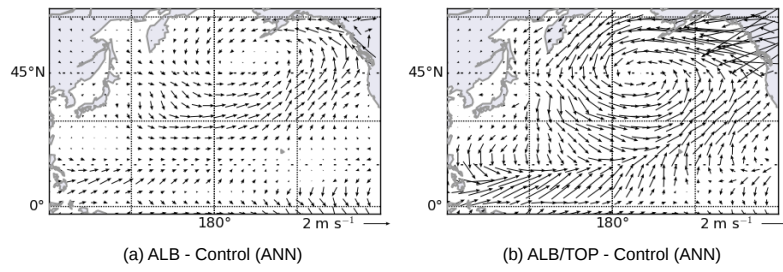 45°N
0°
180°
2 m s⁻¹
(a) ALB - Control (ANN)
45°N
0°
180°
2 m s⁻¹
(b) ALB/TOP - Control (ANN)